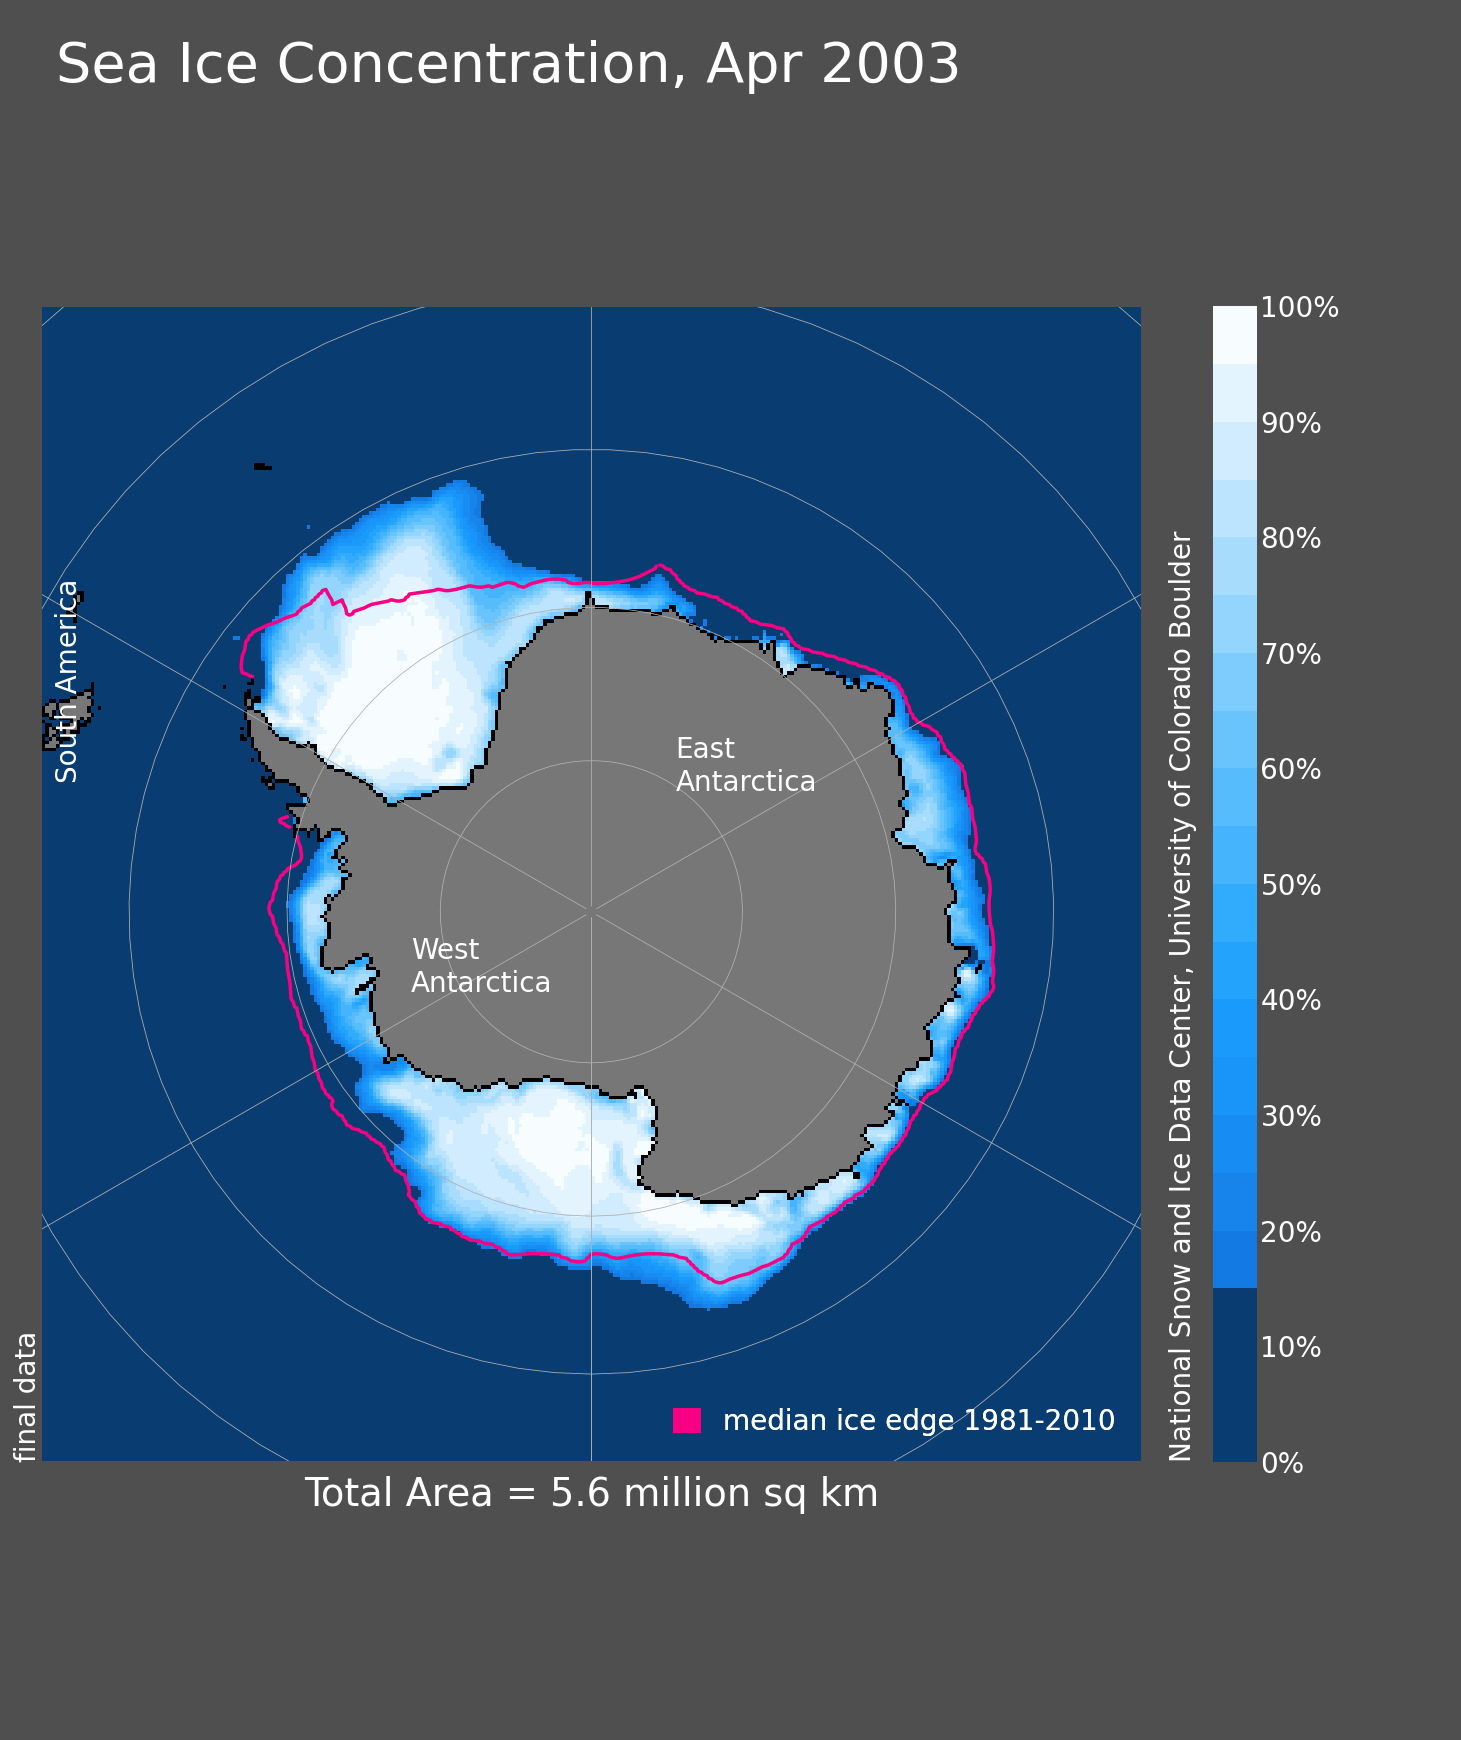 Sea Ice Concentration, Apr 2003
South America
East
Antarctica
West
Antarctica
median ice edge 1981-2010
final data
Total Area = 5.6 million sq km
National Snow and Ice Data Center, University of Colorado Boulder
100%
90%
80%
70%
60%
50%
40%
30%
20%
10%
0%